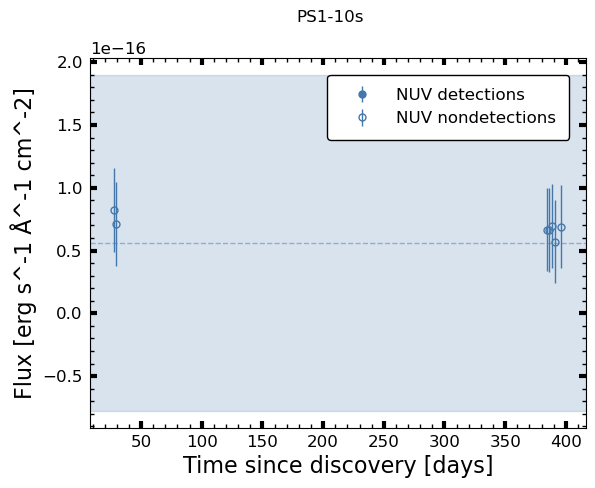 PS1-10s
1e−16
2.0
1.5
1.0
0.5
0.0
−0.5
Flux [erg s^-1 Å^-1 cm^-2]
NUV detections
NUV nondetections
50 100 150 200 250 300 350 400
Time since discovery [days]